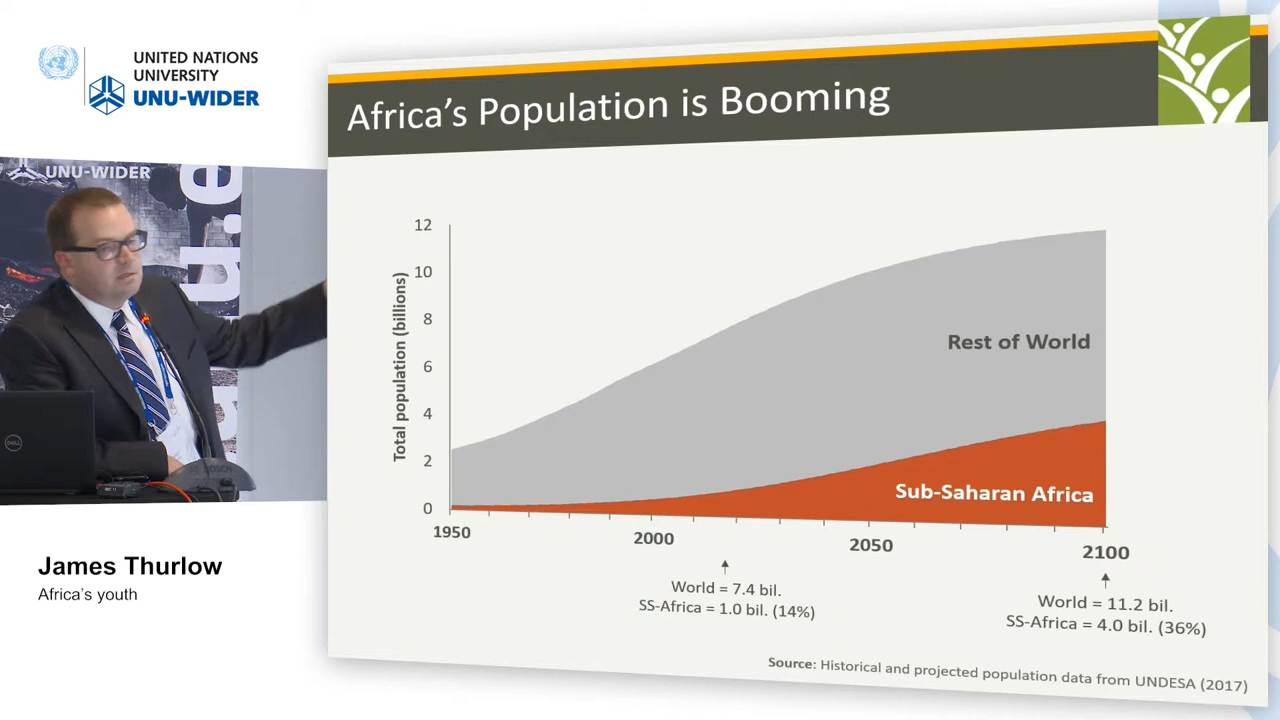 UNITED NATIONS
UNIVERSITY
UNU-WIDER
UNU-WIDER
u.e
DELL
BOSCH
James Thurlow
Africa's youth
Africa's Population is Booming
Total population (billions)
12
10
8
6
4
2
0
Rest of World
Sub-Saharan Africa
1950
2000
2050
2100
World = 7.4 bil.
SS-Africa = 1.0 bil. (14%)
World = 11.2 bil.
SS-Africa = 4.0 bil. (36%)
Source: Historical and projected population data from UNDESA (2017)